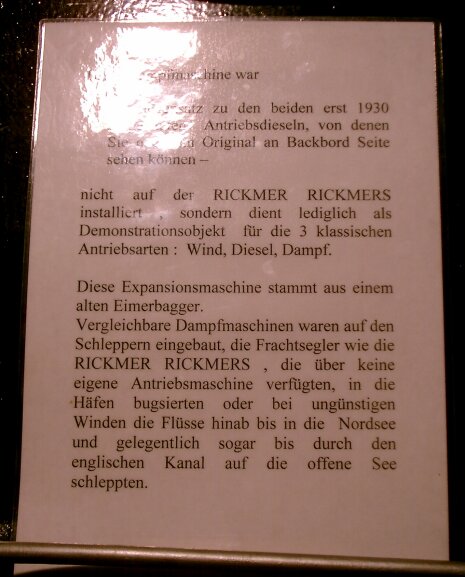 war
zu den beiden erst 1930
Antriebsdieseln, von denen
Sie Original an Backbord Seite
sehen können –
nicht auf der RICKMER RICKMERS
installiert , sondern dient lediglich als
Demonstrationsobjekt für die 3 klassischen
Antriebsarten : Wind, Diesel, Dampf.
Diese Expansionsmaschine stammt aus einem
alten Eimerbagger.
Vergleichbare Dampfmaschinen waren auf den
Schleppern eingebaut, die Frachtsegler wie die
RICKMER RICKMERS , die über keine
eigene Antriebsmaschine verfügten, in die
Häfen bugsierten oder bei ungünstigen
Winden die Flüsse hinab bis in die Nordsee
und gelegentlich sogar bis durch den
englischen Kanal auf die offene See
schleppten.